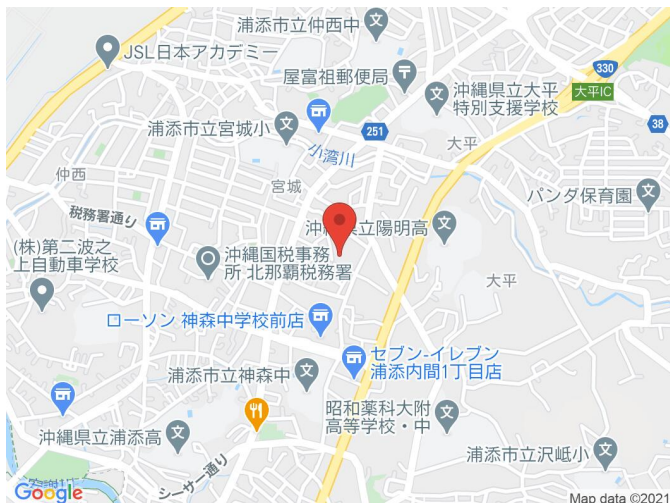 浦添市立仲西中
JSL日本アカデミー
屋富祖郵便局
330
大平IC
沖縄県立大平
特別支援学校
浦添市立宮城小
251
38
小湾川
大平
仲西
宮城
パンダ保育園
税務署通り
沖縄県立陽明高
(株)第二波之
上自動車学校
沖縄国税事務
所 北那覇税務署
大平
ローソン 神森中学校前店
セブン-イレブン
浦添内間1丁目店
浦添市立神森中
昭和薬科大附
高等学校・中
沖縄県立浦添高
浦添市立沢岻小
シーサー通り
Google
Map data ©2021